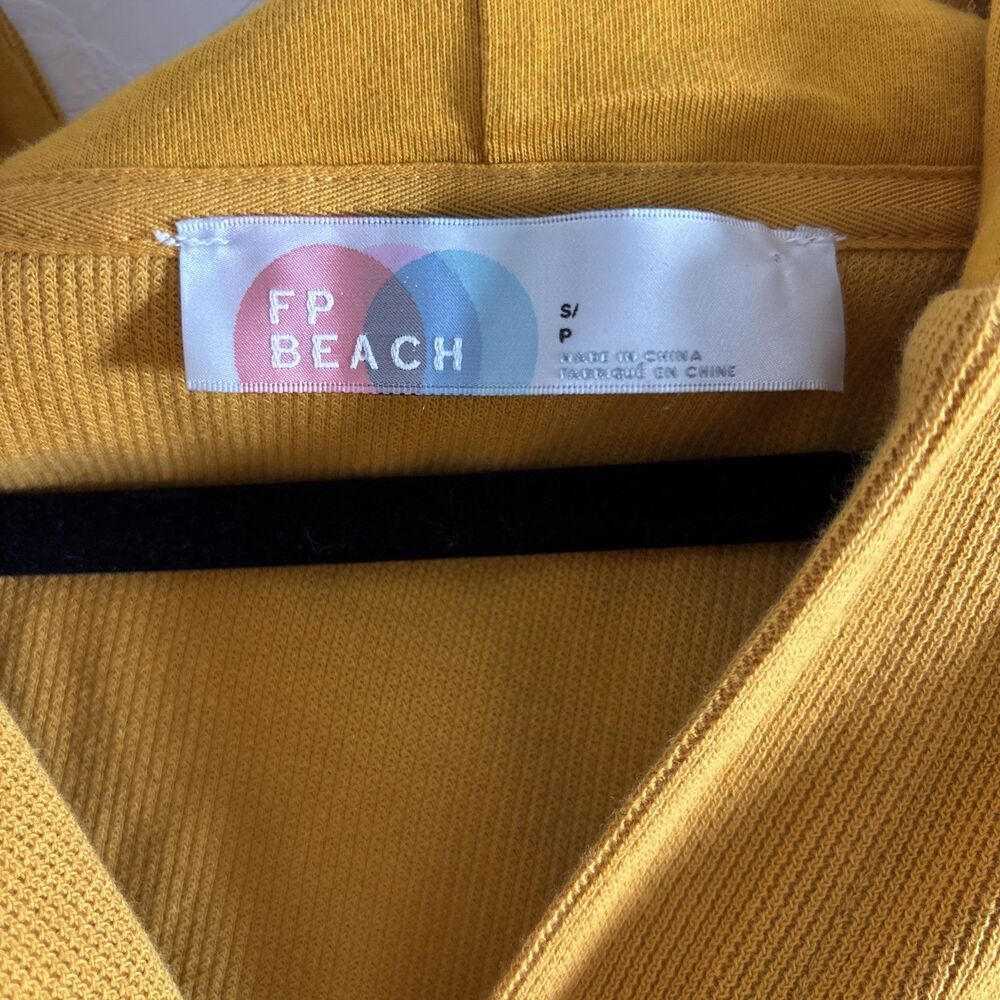 FP
BEACH
S/
P
MADE IN CHINA
FABRIQUÉ EN CHINE